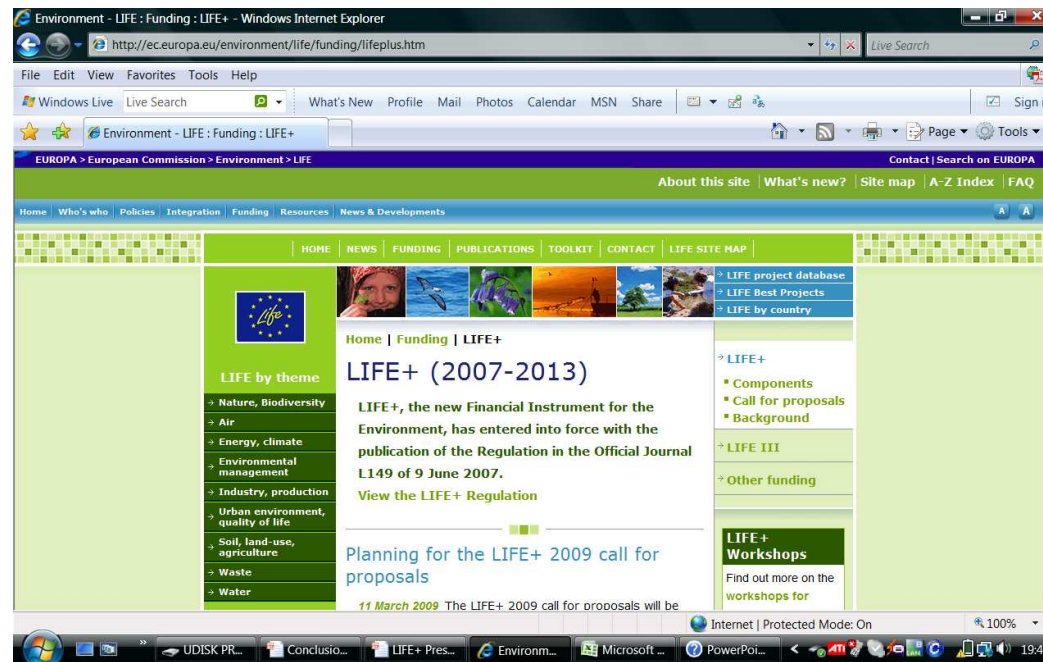 Environment - LIFE : Funding : LIFE+ - Windows Internet Explorer
http://ec.europa.eu/environment/life/funding/lifeplus.htm
Live Search
File Edit View Favorites Tools Help
Windows Live Live Search What's New Profile Mail Photos Calendar MSN Share Sign
Environment - LIFE : Funding : LIFE+ Page Tools
EUROPA > European Commission > Environment > LIFE Contact | Search on EUROPA
About this site | What's new? | Site map | A-Z Index | FAQ
Home Who's who Policies Integration Funding Resources News & Developments A A
| HOME | NEWS | FUNDING | PUBLICATIONS | TOOLKIT | CONTACT | LIFE SITE MAP |
Life
LIFE by theme
Nature, Biodiversity
Air
Energy, climate
Environmental
management
Industry, production
Urban environment,
quality of life
Soil, land-use,
agriculture
Waste
Water
Home | Funding | LIFE+
LIFE+ (2007-2013)
LIFE+, the new Financial Instrument for the
Environment, has entered into force with the
publication of the Regulation in the Official Journal
L149 of 9 June 2007.
View the LIFE+ Regulation
Planning for the LIFE+ 2009 call for
proposals
11 March 2009 The LIFE+ 2009 call for proposals will be
LIFE project database
LIFE Best Projects
LIFE by country
LIFE+
Components
Call for proposals
Background
LIFE III
Other funding
LIFE+
Workshops
Find out more on the
workshops for
Internet | Protected Mode: On 100%
UDISK PR... Conclusio... LIFE+ Pres... Environm... Microsoft ... PowerPoi... ATI 19:4